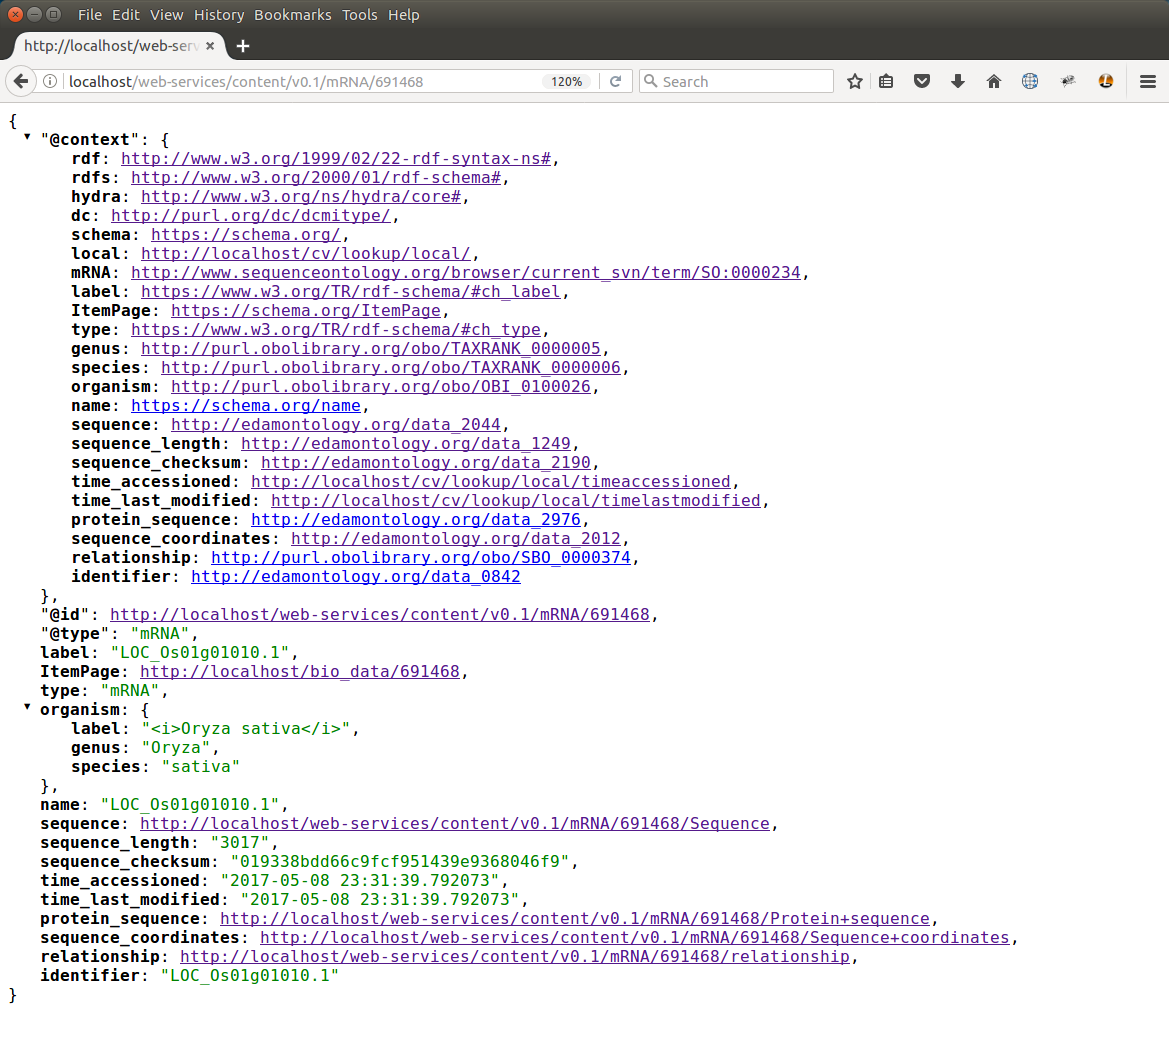 File Edit View History Bookmarks Tools Help
http://localhost/web-serv
localhost/web-services/content/v0.1/mRNA/691468 120% Search
{
"@context": {
rdf: http://www.w3.org/1999/02/22-rdf-syntax-ns#,
rdfs: http://www.w3.org/2000/01/rdf-schema#,
hydra: http://www.w3.org/ns/hydra/core#,
dc: http://purl.org/dc/dcmitype/,
schema: https://schema.org/,
local: http://localhost/cv/lookup/local/,
mRNA: http://www.sequenceontology.org/browser/current_svn/term/SO:0000234,
label: https://www.w3.org/TR/rdf-schema/#ch_label,
ItemPage: https://schema.org/ItemPage,
type: https://www.w3.org/TR/rdf-schema/#ch_type,
genus: http://purl.obolibrary.org/obo/TAXRANK_0000005,
species: http://purl.obolibrary.org/obo/TAXRANK_0000006,
organism: http://purl.obolibrary.org/obo/OBI_0100026,
name: https://schema.org/name,
sequence: http://edamontology.org/data_2044,
sequence_length: http://edamontology.org/data_1249,
sequence_checksum: http://edamontology.org/data_2190,
time_accessioned: http://localhost/cv/lookup/local/timeaccessioned,
time_last_modified: http://localhost/cv/lookup/local/timelastmodified,
protein_sequence: http://edamontology.org/data_2976,
sequence_coordinates: http://edamontology.org/data_2012,
relationship: http://purl.obolibrary.org/obo/SBO_0000374,
identifier: http://edamontology.org/data_0842
},
"@id": http://localhost/web-services/content/v0.1/mRNA/691468,
"@type": "mRNA",
label: "LOC_Os01g01010.1",
ItemPage: http://localhost/bio_data/691468,
type: "mRNA",
organism: {
label: "<i>Oryza sativa</i>",
genus: "Oryza",
species: "sativa"
},
name: "LOC_Os01g01010.1",
sequence: http://localhost/web-services/content/v0.1/mRNA/691468/Sequence,
sequence_length: "3017",
sequence_checksum: "019338bdd66c9fcf951439e9368046f9",
time_accessioned: "2017-05-08 23:31:39.792073",
time_last_modified: "2017-05-08 23:31:39.792073",
protein_sequence: http://localhost/web-services/content/v0.1/mRNA/691468/Protein+sequence,
sequence_coordinates: http://localhost/web-services/content/v0.1/mRNA/691468/Sequence+coordinates,
relationship: http://localhost/web-services/content/v0.1/mRNA/691468/relationship,
identifier: "LOC_Os01g01010.1"
}